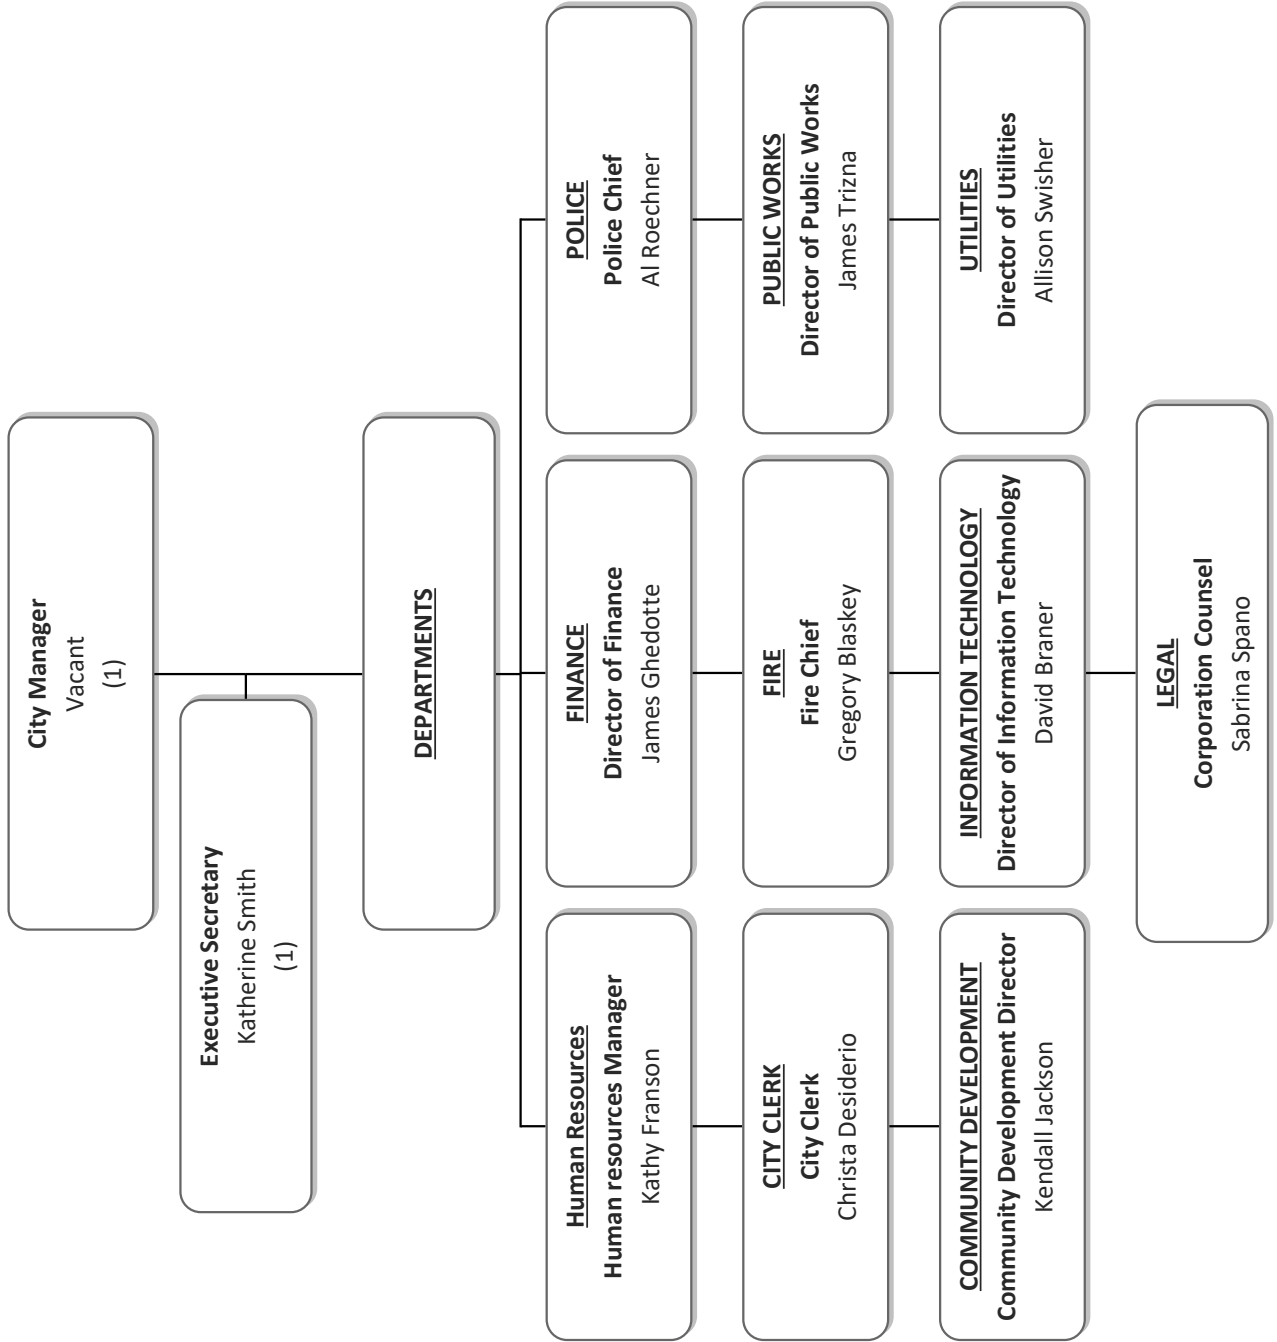 City Manager
Vacant
(1)
Executive Secretary
Katherine Smith
(1)
DEPARTMENTS
Human Resources
Human resources Manager
Kathy Franson
FINANCE
Director of Finance
James Ghedotte
POLICE
Police Chief
Al Roechner
CITY CLERK
City Clerk
Christa Desiderio
FIRE
Fire Chief
Gregory Blaskey
PUBLIC WORKS
Director of Public Works
James Trizna
COMMUNITY DEVELOPMENT
Community Development Director
Kendall Jackson
INFORMATION TECHNOLOGY
Director of Information Technology
David Braner
UTILITIES
Director of Utilities
Allison Swisher
LEGAL
Corporation Counsel
Sabrina Spano